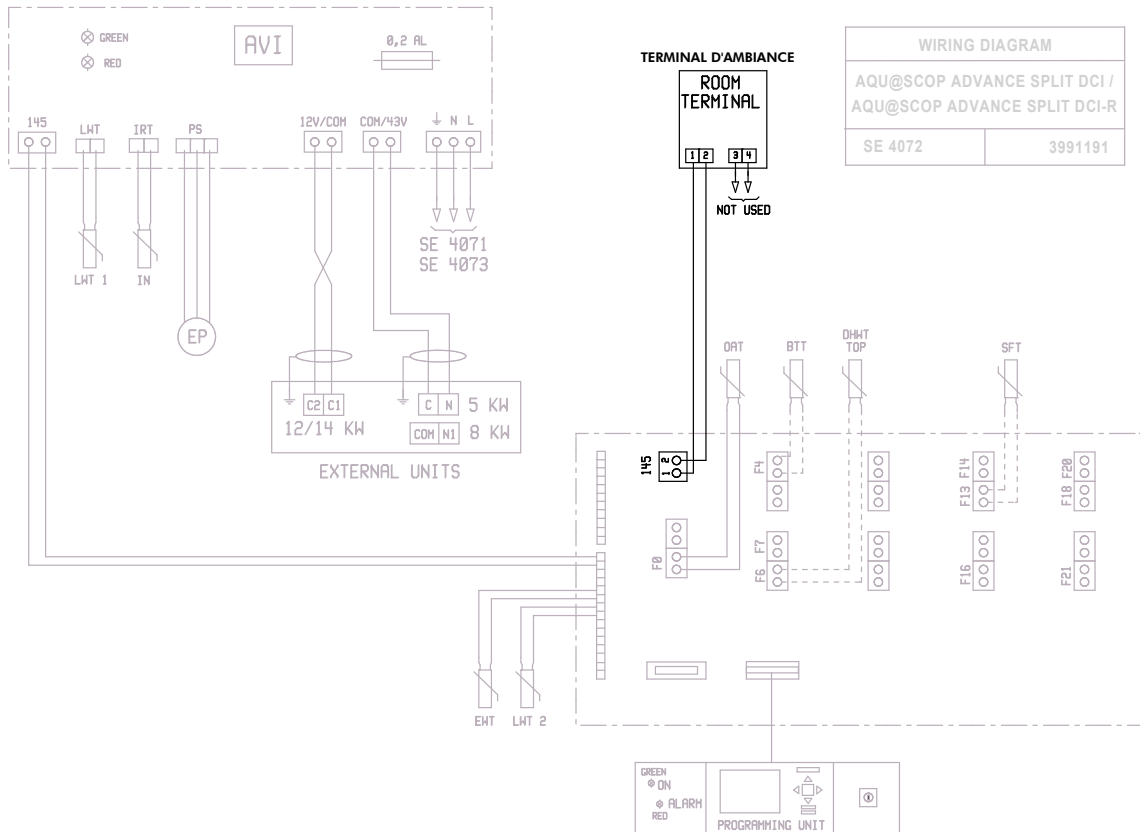 GREEN
RED
AVI
0,2 AL
145
LWT
IRT
PS
12V/COM
COM/43V
N L
LWT 1
IN
EP
SE 4071
SE 4073
C2 C1
12/14 KW
C N 5 KW
COM N1 8 KW
EXTERNAL UNITS
TERMINAL D'AMBIANCE
ROOM
TERMINAL
1 2 3 4
NOT USED
WIRING DIAGRAM
AQU@SCOP ADVANCE SPLIT DCI /
AQU@SCOP ADVANCE SPLIT DCI-R
SE 4072 3991191
OAT
BTT
DHWT
TOP
SFT
145
1 2
F4
F13 F14
F18 F20
F0
F6 F7
F16
F21
EWT
LWT 2
GREEN
ON
ALARM
RED
PROGRAMMING UNIT